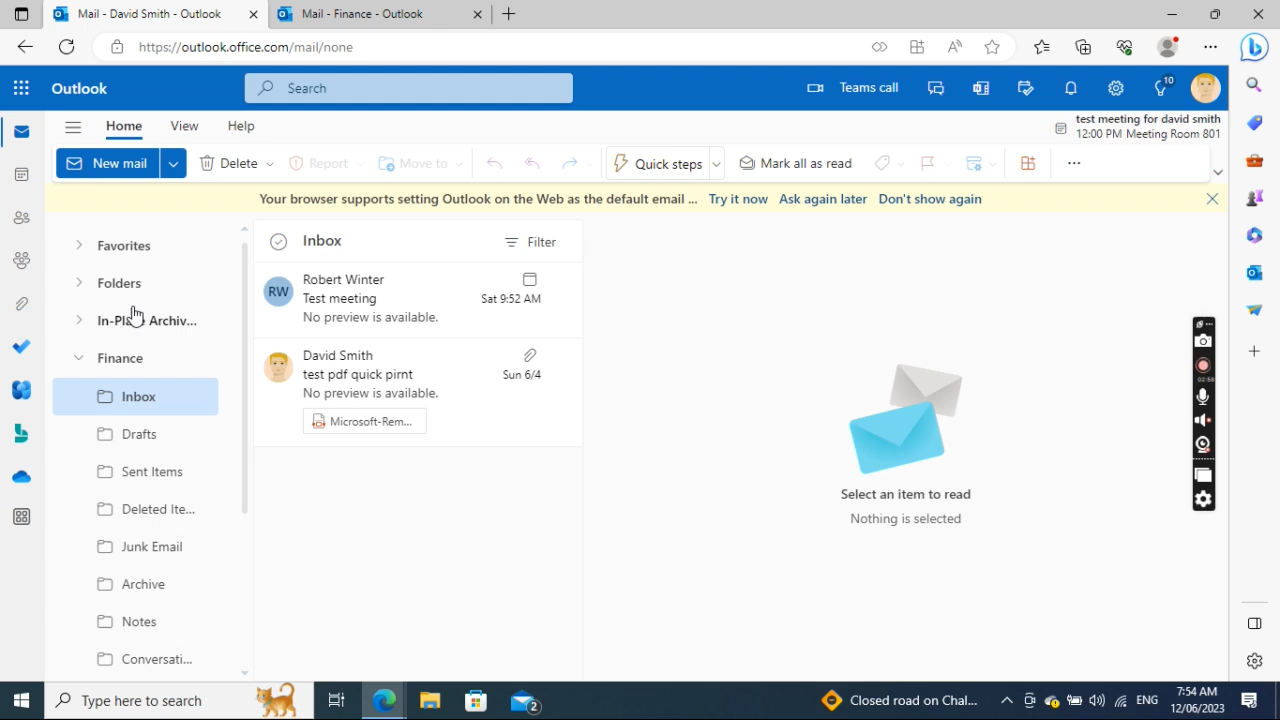 Mail - David Smith - Outlook
Mail - Finance - Outlook
https://outlook.office.com/mail/none
Outlook
Search
Teams call
10
Home
View
Help
test meeting for david smith
12:00 PM Meeting Room 801
New mail
Delete
Report
Move to
Quick steps
Mark all as read
Your browser supports setting Outlook on the Web as the default email ...
Try it now
Ask again later
Don't show again
Favorites
Folders
Archiv...
Finance
Inbox
Drafts
Sent Items
Deleted Ite...
Junk Email
Archive
Notes
Conversati...
Inbox
Filter
RW
Robert Winter
Test meeting
Sat 9:52 AM
No preview is available.
David Smith
test pdf quick pirnt
Sun 6/4
No preview is available.
Microsoft-Rem...
Select an item to read
Nothing is selected
02:58
Type here to search
2
Closed road on Chal...
ENG
7:54 AM
12/06/2023